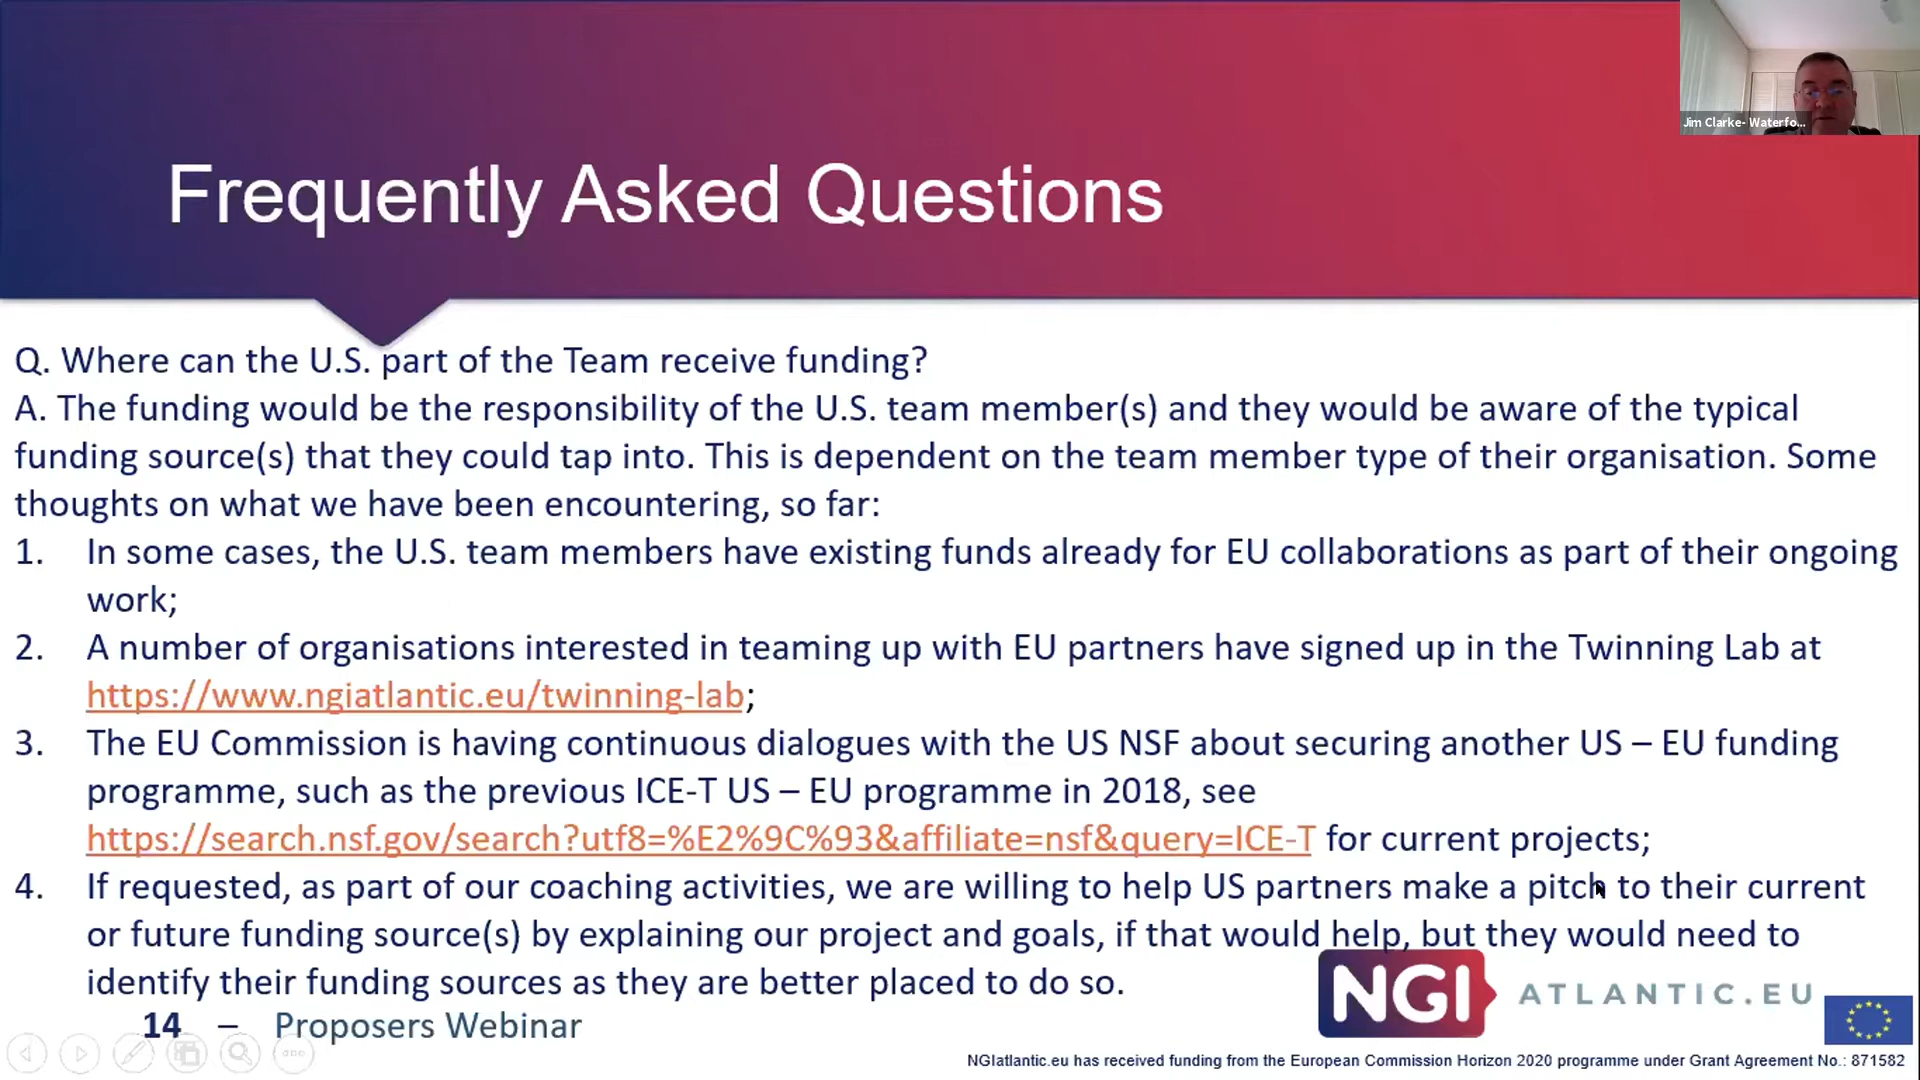 Jim Clarke- Waterfo...
Frequently Asked Questions
Q. Where can the U.S. part of the Team receive funding?
A. The funding would be the responsibility of the U.S. team member(s) and they would be aware of the typical
funding source(s) that they could tap into. This is dependent on the team member type of their organisation. Some
thoughts on what we have been encountering, so far:
1. In some cases, the U.S. team members have existing funds already for EU collaborations as part of their ongoing
work;
2. A number of organisations interested in teaming up with EU partners have signed up in the Twinning Lab at
https://www.ngiatlantic.eu/twinning-lab;
3. The EU Commission is having continuous dialogues with the US NSF about securing another US – EU funding
programme, such as the previous ICE-T US – EU programme in 2018, see
https://search.nsf.gov/search?utf8=%E2%9C%93&affiliate=nsf&query=ICE-T for current projects;
4. If requested, as part of our coaching activities, we are willing to help US partners make a pitch to their current
or future funding source(s) by explaining our project and goals, if that would help, but they would need to
identify their funding sources as they are better placed to do so.
NGI ATLANTIC.EU
14 – Proposers Webinar
NGIatlantic.eu has received funding from the European Commission Horizon 2020 programme under Grant Agreement No.: 871582